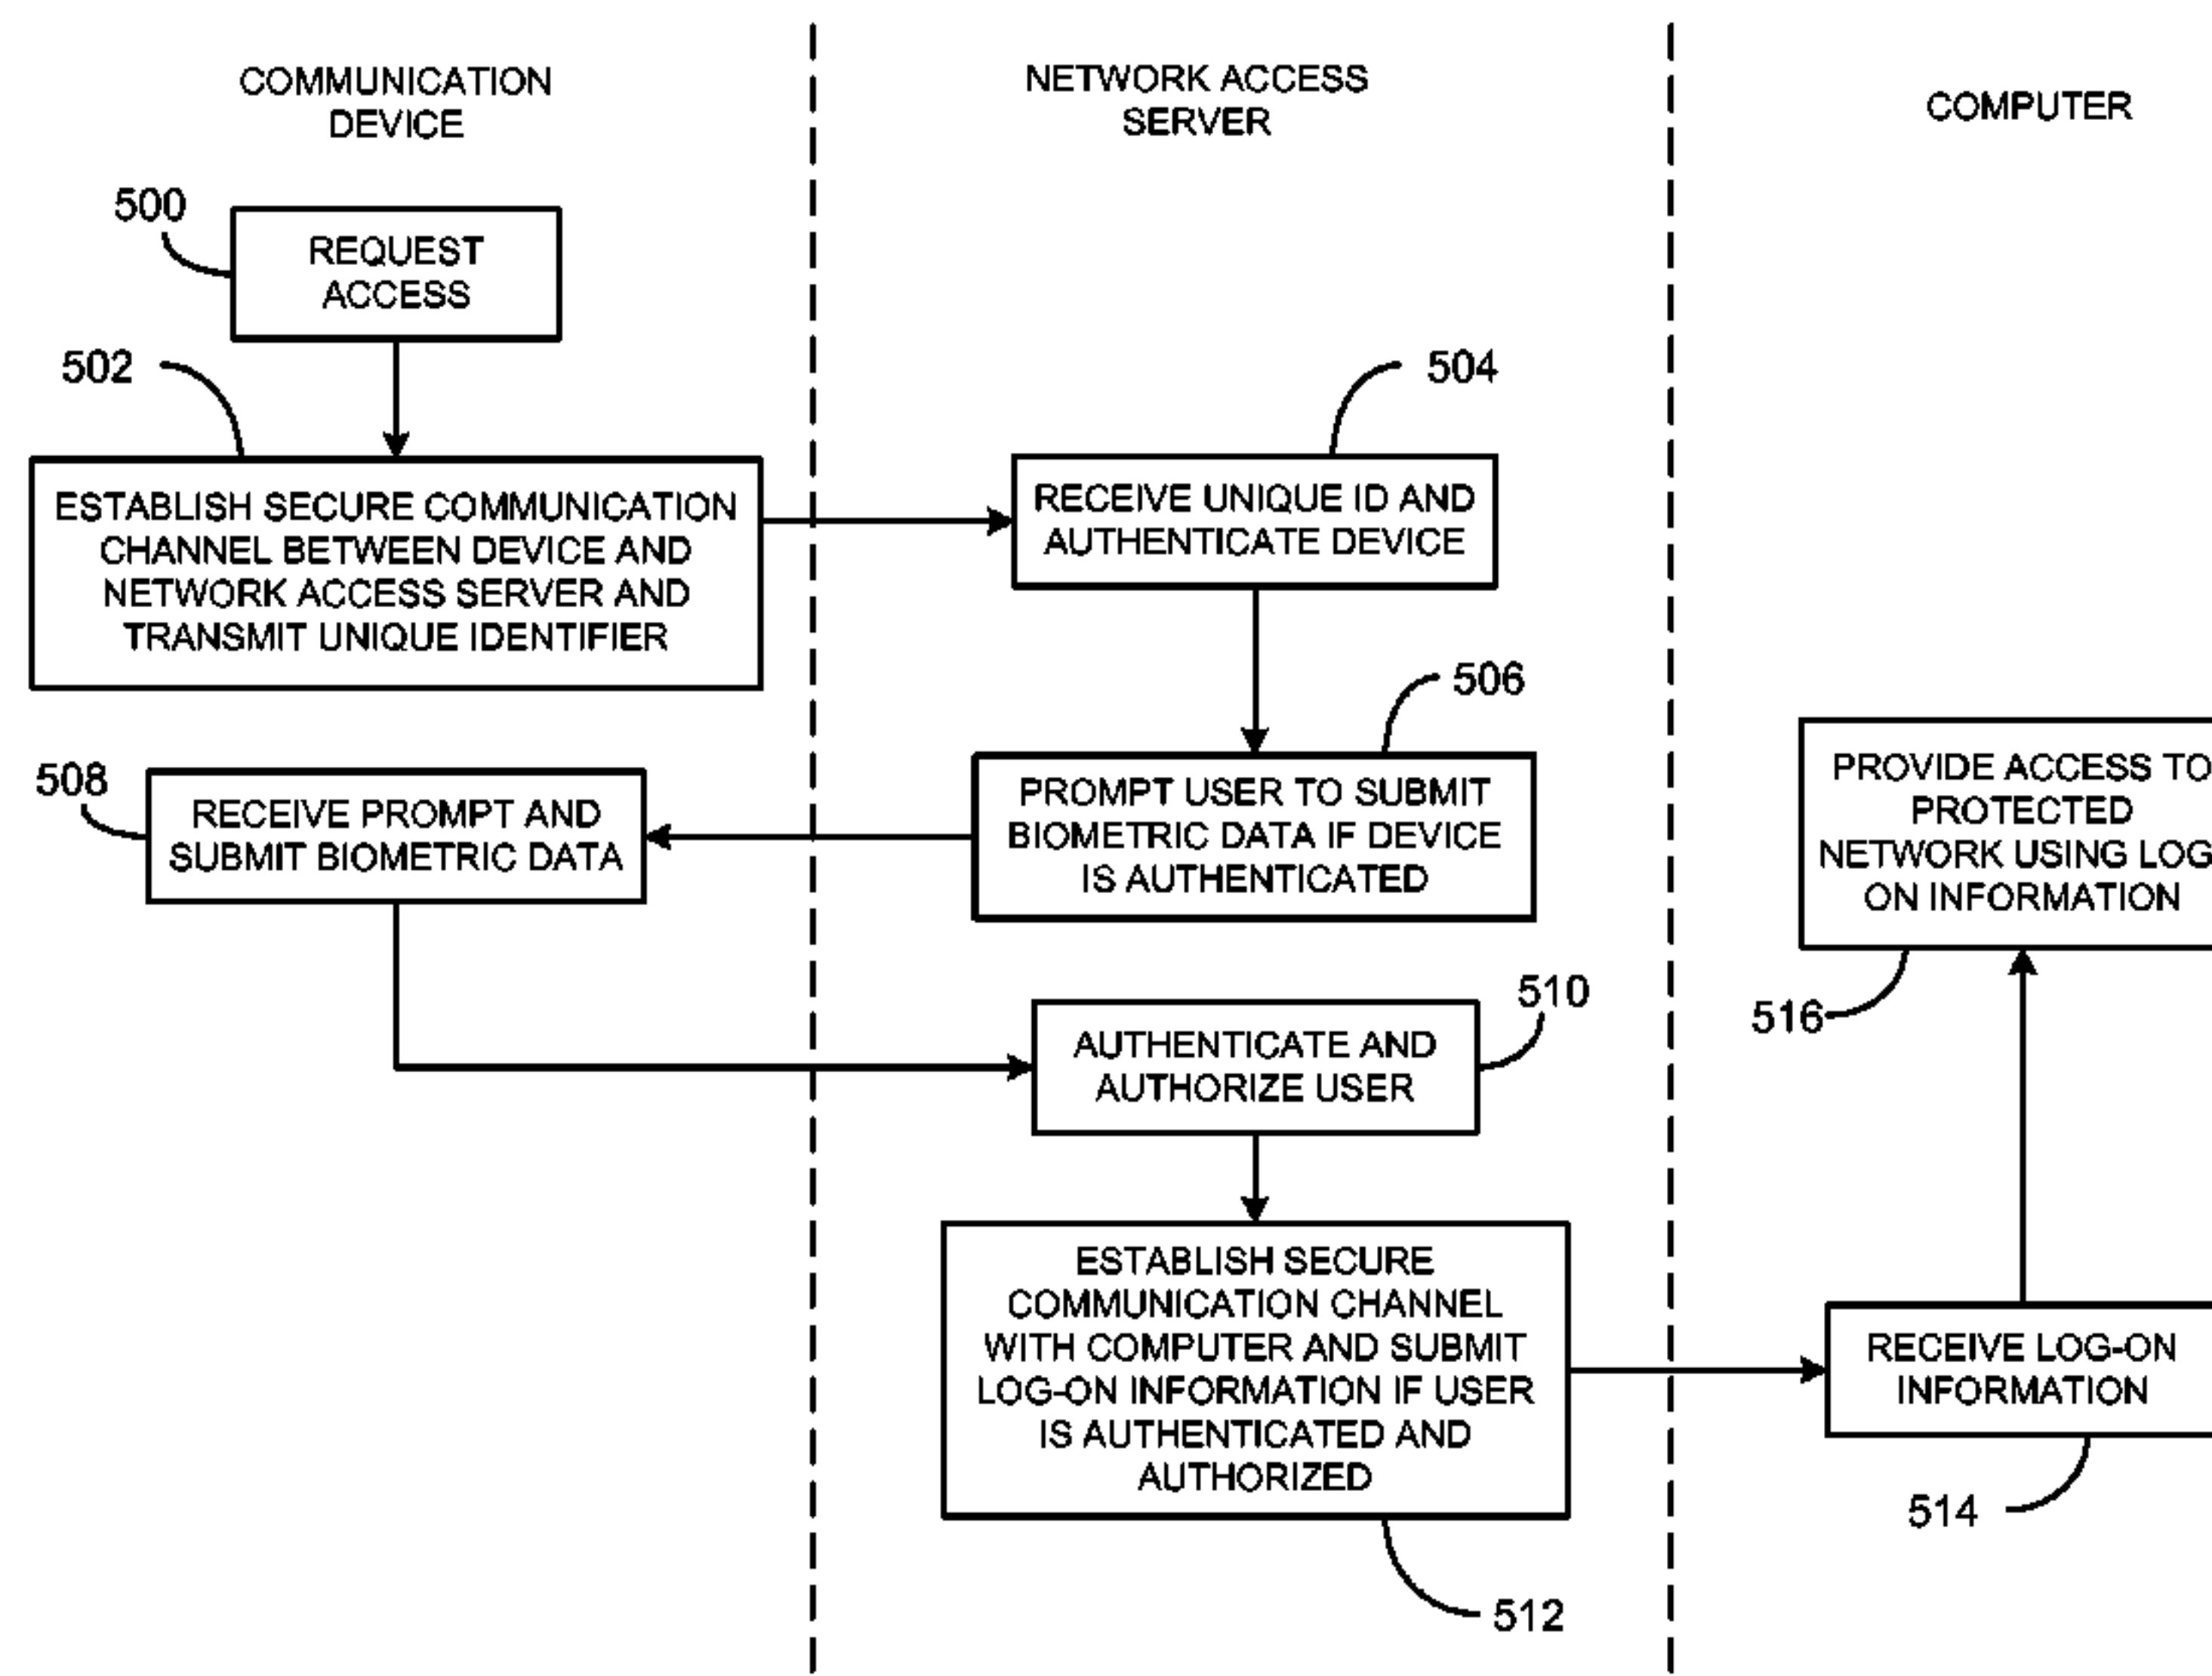 COMMUNICATION
DEVICE
NETWORK ACCESS
SERVER
COMPUTER
500
REQUEST
ACCESS
502
ESTABLISH SECURE COMMUNICATION
CHANNEL BETWEEN DEVICE AND
NETWORK ACCESS SERVER AND
TRANSMIT UNIQUE IDENTIFIER
504
RECEIVE UNIQUE ID AND
AUTHENTICATE DEVICE
506
PROMPT USER TO SUBMIT
BIOMETRIC DATA IF DEVICE
IS AUTHENTICATED
508
RECEIVE PROMPT AND
SUBMIT BIOMETRIC DATA
510
AUTHENTICATE AND
AUTHORIZE USER
ESTABLISH SECURE
COMMUNICATION CHANNEL
WITH COMPUTER AND SUBMIT
LOG-ON INFORMATION IF USER
IS AUTHENTICATED AND
AUTHORIZED
512
RECEIVE LOG-ON
INFORMATION
514
PROVIDE ACCESS TO
PROTECTED
NETWORK USING LOG
ON INFORMATION
516